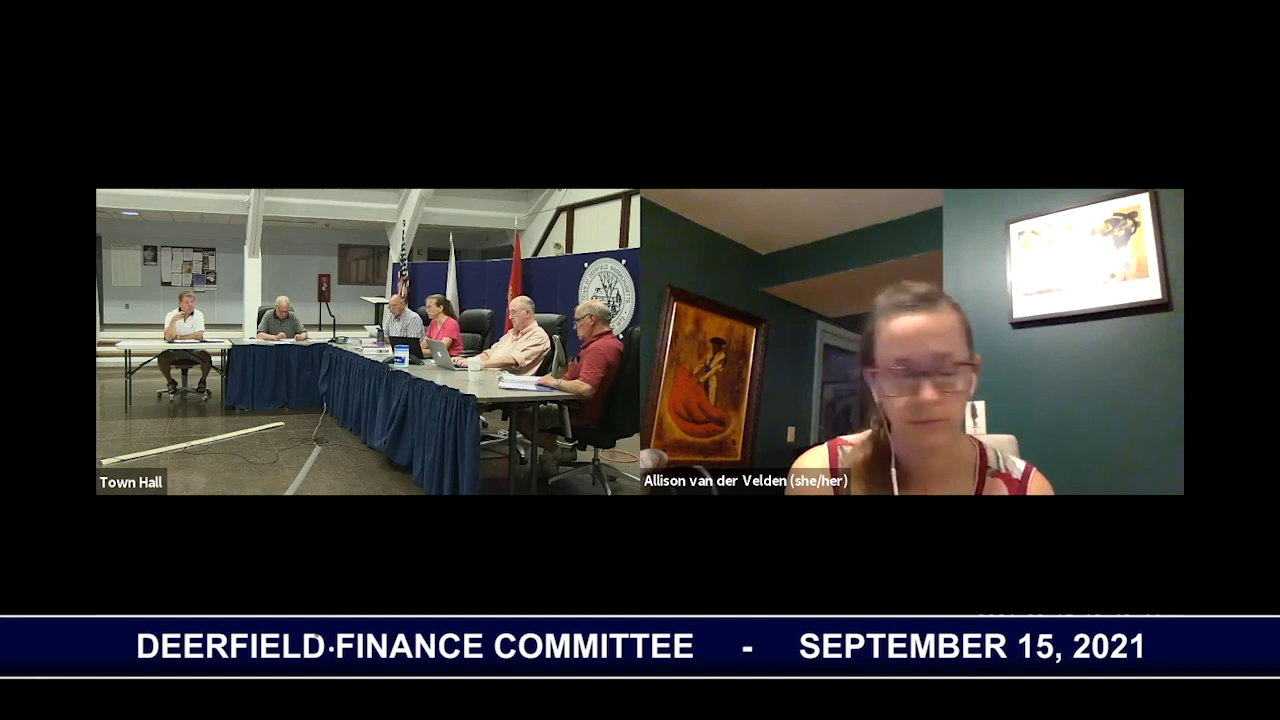 Town Hall
Allison van der Velden (she/her)
DEERFIELD·FINANCE COMMITTEE - SEPTEMBER 15, 2021